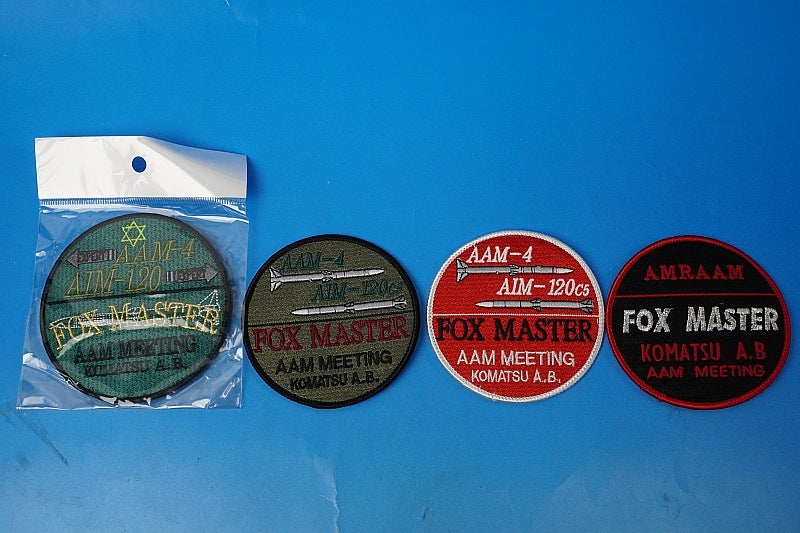 AAM-4
AIM-120
FOX MASTER
AAM MEETING
KOMATSU A.B.
AAM-4
AIM-120C
FOX MASTER
AAM MEETING
KOMATSU A.B.
AAM-4
AIM-120C5
FOX MASTER
AAM MEETING
KOMATSU A.B.
AMRAAM
FOX MASTER
KOMATSU A.B
AAM MEETING